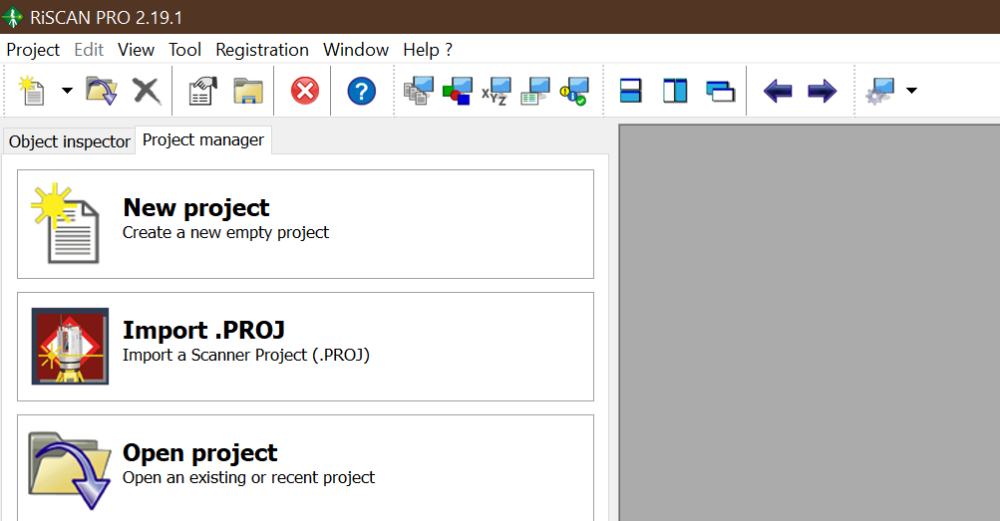 RiSCAN PRO 2.19.1
Project Edit View Tool Registration Window Help ?
XYZ
Object inspector Project manager
New project
Create a new empty project
Import .PROJ
Import a Scanner Project (.PROJ)
Open project
Open an existing or recent project